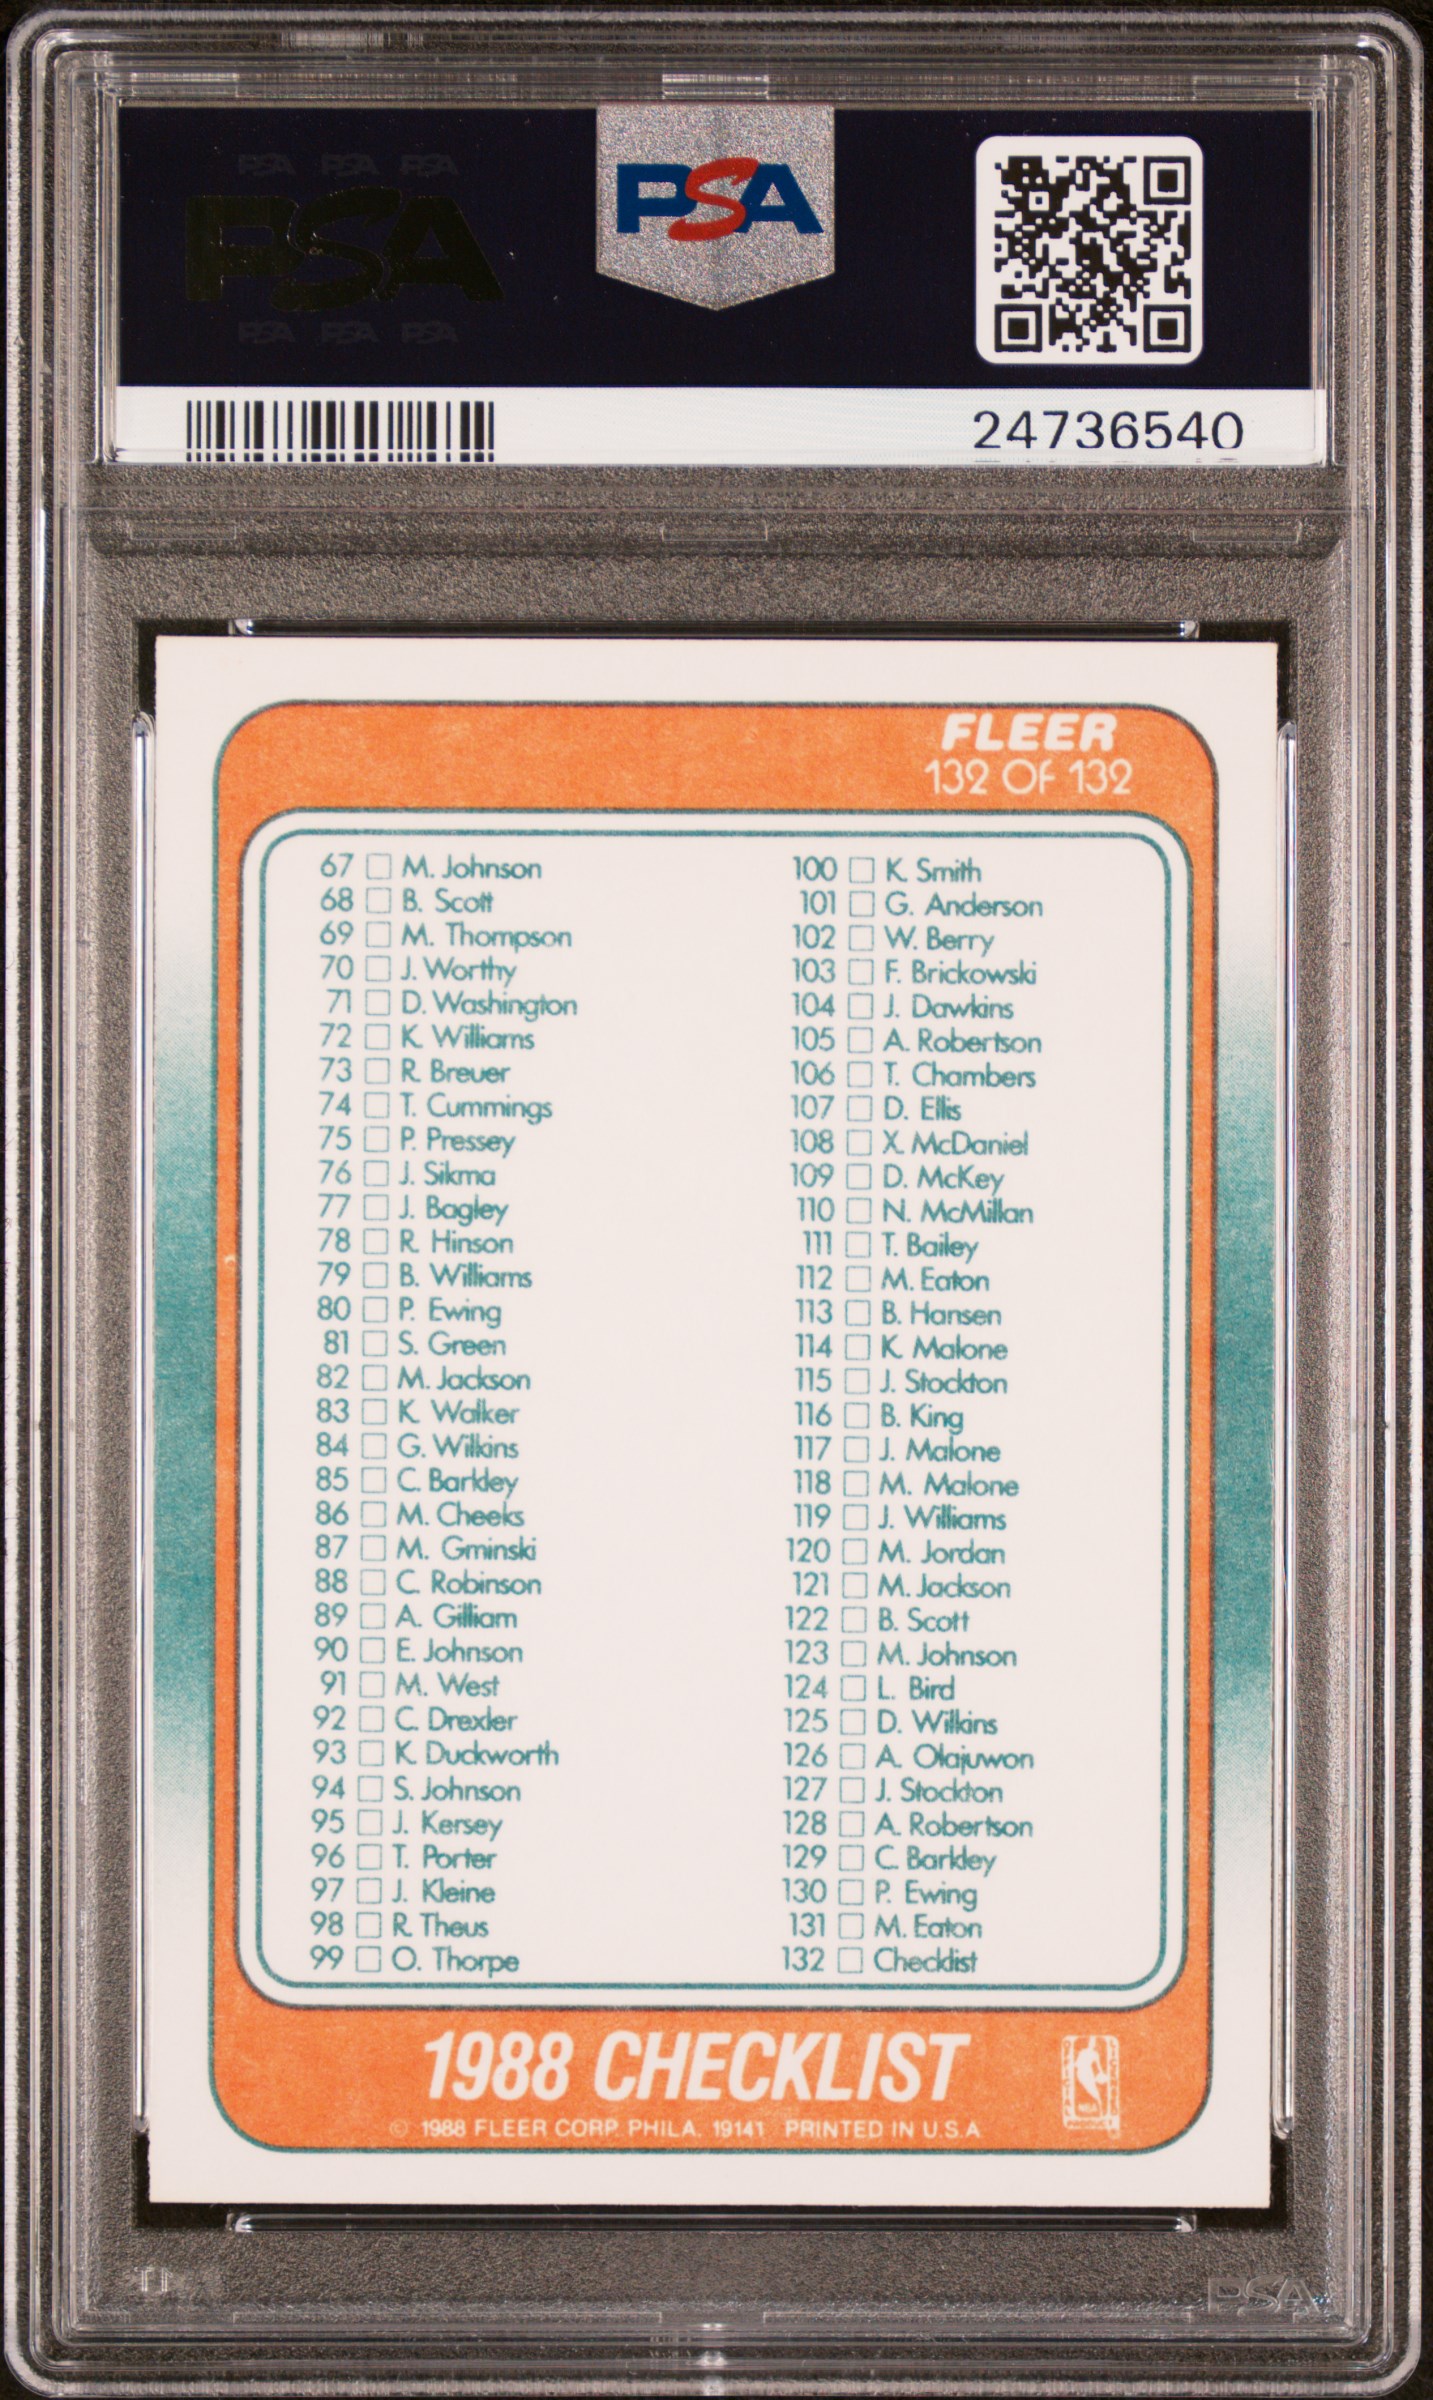 PSA PSA PSA
PSA
PSA PSA PSA
PSA
24736540
FLEER
132 OF 132
67 M. Johnson
68 B. Scott
69 M. Thompson
70 J. Worthy
71 D. Washington
72 K. Williams
73 R. Breuer
74 T. Cummings
75 P. Pressey
76 J. Sikma
77 J. Bagley
78 R. Hinson
79 B. Williams
80 P. Ewing
81 S. Green
82 M. Jackson
83 K. Walker
84 G. Wilkins
85 C. Barkley
86 M. Cheeks
87 M. Gminski
88 C. Robinson
89 A. Gilliam
90 E. Johnson
91 M. West
92 C. Drexler
93 K. Duckworth
94 S. Johnson
95 J. Kersey
96 T. Porter
97 J. Kleine
98 R. Theus
99 O. Thorpe
100 K. Smith
101 G. Anderson
102 W. Berry
103 F. Brickowski
104 J. Dawkins
105 A. Robertson
106 T. Chambers
107 D. Ellis
108 X. McDaniel
109 D. McKey
110 N. McMillan
111 T. Bailey
112 M. Eaton
113 B. Hansen
114 K. Malone
115 J. Stockton
116 B. King
117 J. Malone
118 M. Malone
119 J. Williams
120 M. Jordan
121 M. Jackson
122 B. Scott
123 M. Johnson
124 L. Bird
125 D. Wilkins
126 A. Olajuwon
127 J. Stockton
128 A. Robertson
129 C. Barkley
130 P. Ewing
131 M. Eaton
132 Checklist
1988 CHECKLIST
© 1988 FLEER CORP. PHILA. 19141 PRINTED IN U.S.A.
NBA
PSA